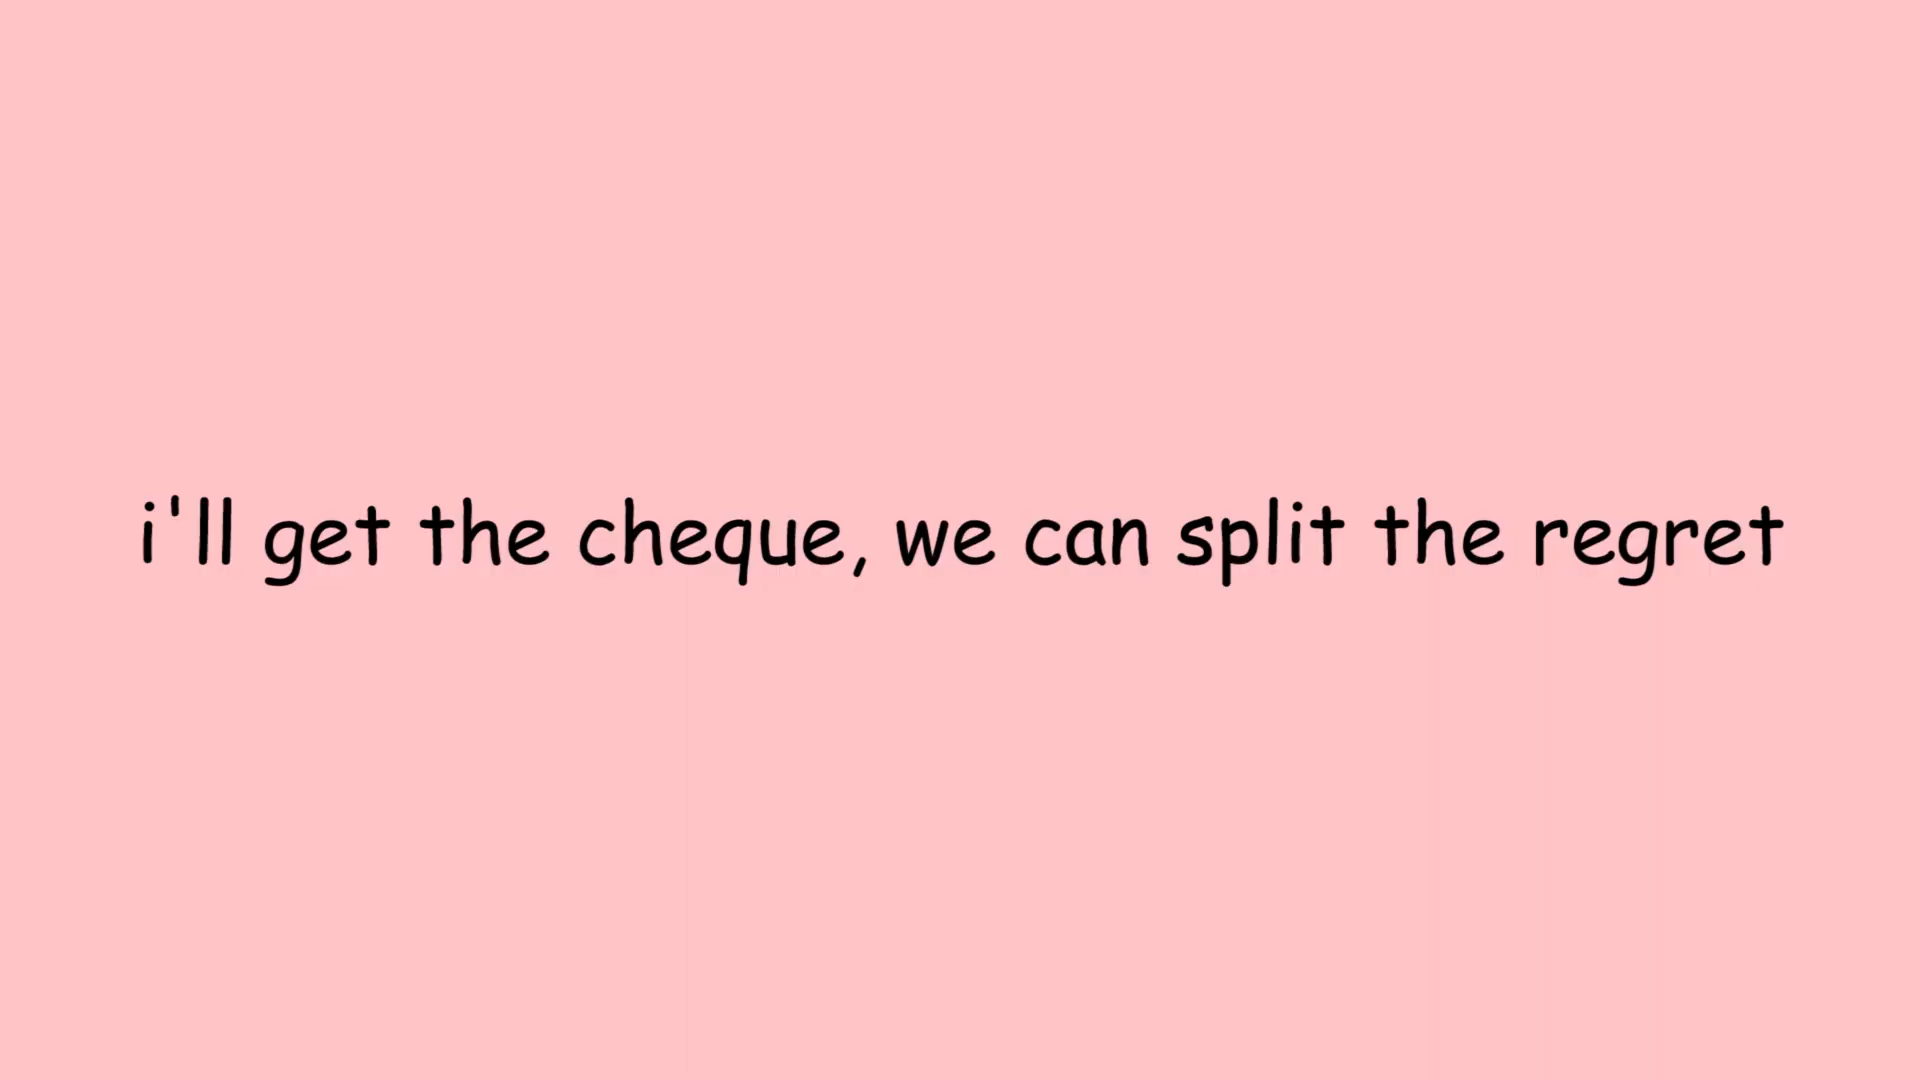 i'll get the cheque, we can split the regret